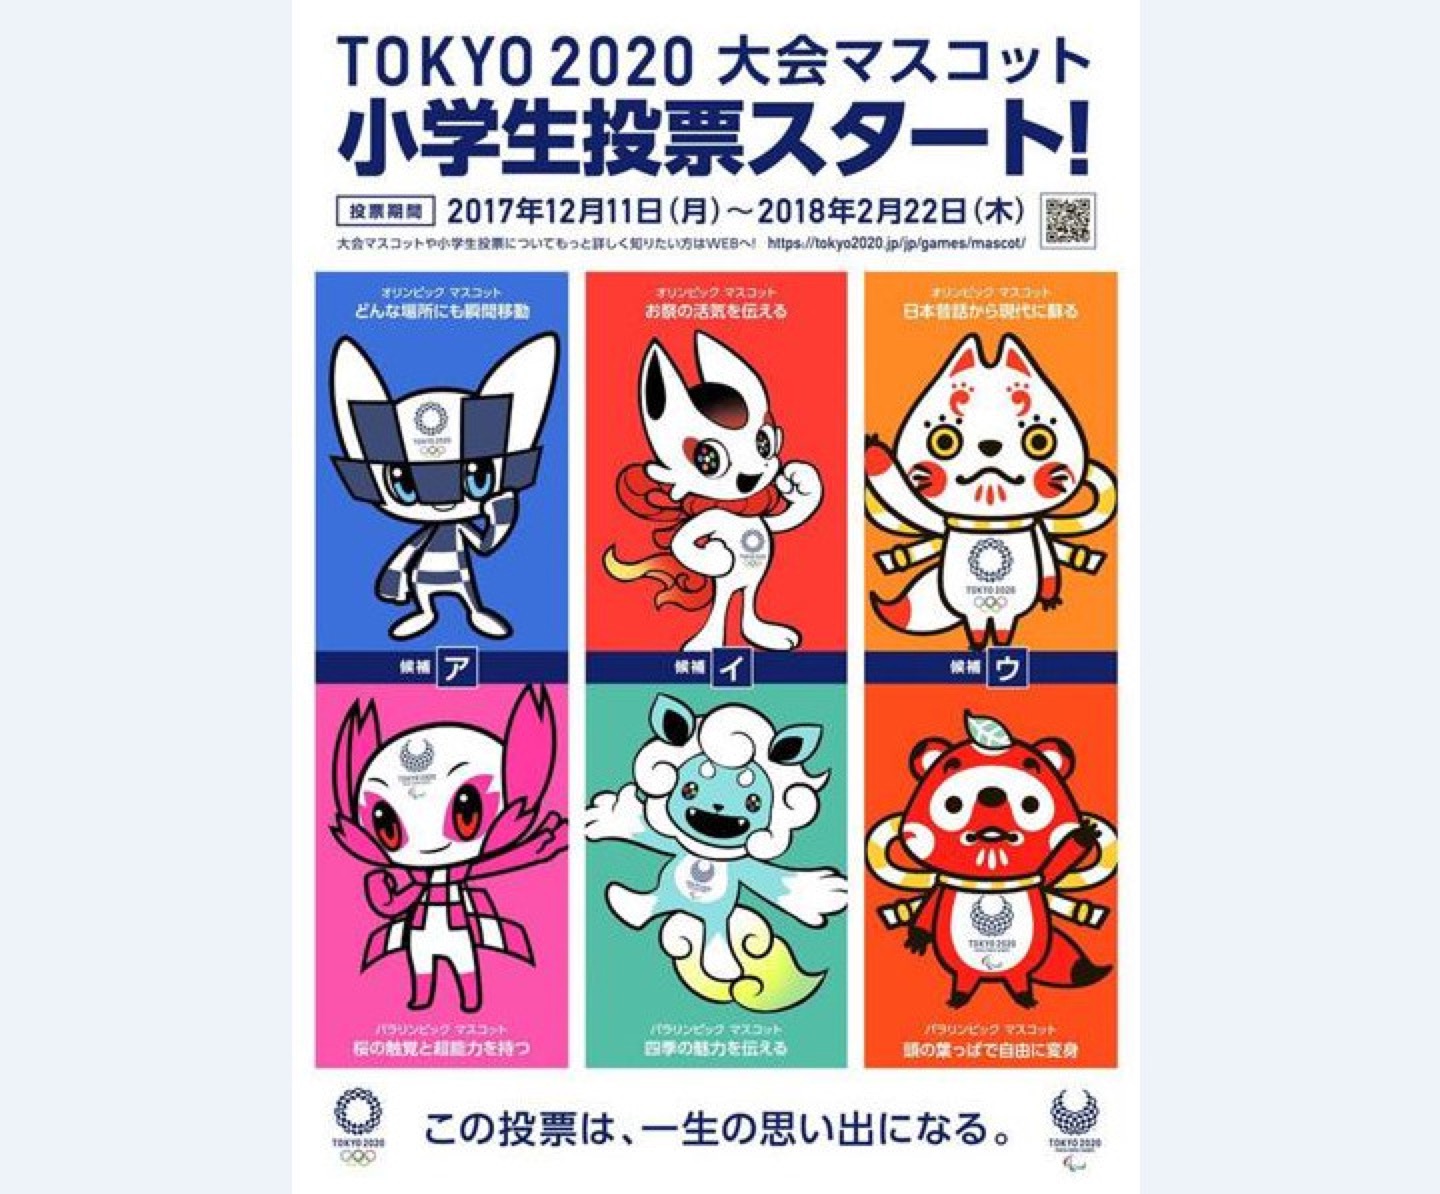 TOKYO 2020 大会マスコット
小学生投票スタート!
投票期間 2017年12月11日(月)〜2018年2月22日(木)
大会マスコットや小学生投票についてもっと詳しく知りたい方はWEBへ! https://tokyo2020.jp/jp/games/mascot/
オリンピック マスコット
どんな場所にも瞬間移動
TOKYO 2020
候補 ア
TOKYO 2020
パラリンピック マスコット
桜の触覚と超能力を持つ
オリンピック マスコット
お祭の活気を伝える
候補 イ
パラリンピック マスコット
四季の魅力を伝える
オリンピック マスコット
日本昔話から現代に蘇る
TOKYO 2020
候補 ウ
TOKYO 2020
パラリンピック マスコット
頭の葉っぱで自由に変身
TOKYO 2020
この投票は、一生の思い出になる。
TOKYO 2020